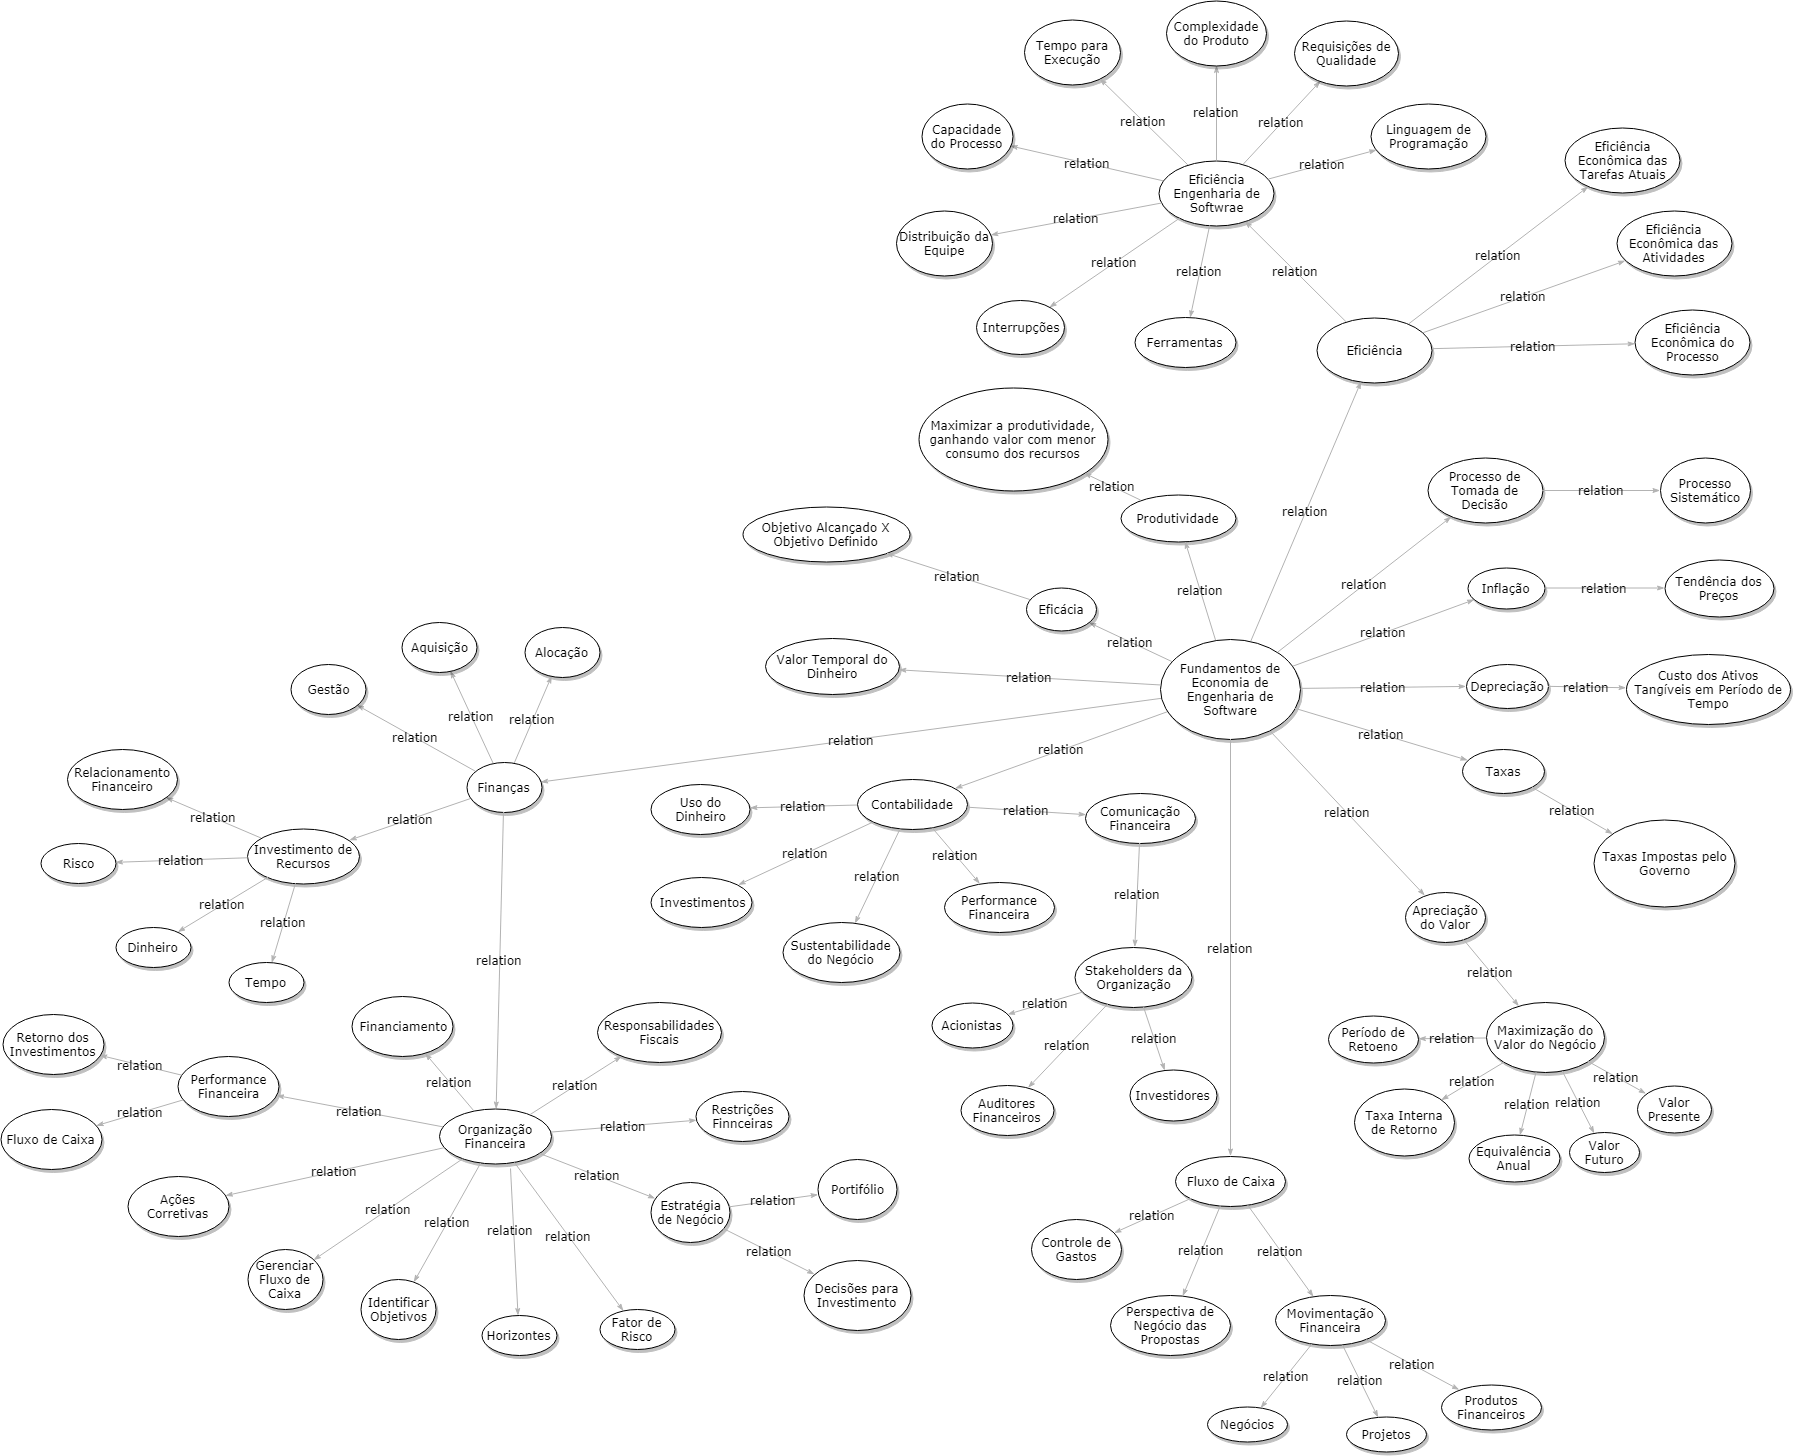 Complexidade
do Produto
Tempo para
Execução
Requisições de
Qualidade
relation
relation
relation
Capacidade
do Processo
Linguagem de
Programação
relation
relation
Eficiência
Engenharia de
Softwrae
Eficiência
Econômica das
Tarefas Atuais
relation
Distribuição da
Equipe
Eficiência
Econômica das
Atividades
relation
relation
relation
relation
relation
Interrupções
Ferramentas
Eficiência
relation
Eficiência
Econômica do
Processo
Maximizar a produtividade,
ganhando valor com menor
consumo dos recursos
relation
Produtividade
relation
Processo de
Tomada de
Decisão
relation
Processo
Sistemático
Objetivo Alcançado X
Objetivo Definido
relation
Eficácia
relation
relation
relation
Inflação
relation
Tendência dos
Preços
relation
Valor Temporal do
Dinheiro
relation
Fundamentos de
Economia de
Engenharia de
Software
relation
Depreciação
relation
Custo dos Ativos
Tangíveis em Período de
Tempo
Aquisição
Alocação
Gestão
relation
relation
relation
relation
Finanças
relation
Taxas
relation
Taxas Impostas pelo
Governo
Relacionamento
Financeiro
relation
relation
Investimento de
Recursos
Risco
relation
relation
relation
Dinheiro
Tempo
relation
Contabilidade
Uso do
Dinheiro
relation
relation
Comunicação
Financeira
relation
relation
relation
Investimentos
Sustentabilidade
do Negócio
Performance
Financeira
relation
Stakeholders da
Organização
relation
relation
relation
Acionistas
Auditores
Financeiros
Investidores
relation
relation
Apreciação
do Valor
relation
Maximização do
Valor do Negócio
Período de
Retoeno
relation
relation
relation
relation
relation
Taxa Interna
de Retorno
Equivalência
Anual
Valor
Futuro
Valor
Presente
relation
Financiamento
Responsabilidades
Fiscais
Retorno dos
Investimentos
relation
Performance
Financeira
relation
Fluxo de Caixa
relation
relation
relation
Organização
Financeira
relation
Restrições
Finnceiras
relation
Ações
Corretivas
relation
relation
relation
relation
relation
Gerenciar
Fluxo de
Caixa
Identificar
Objetivos
Horizontes
Fator de
Risco
Estratégia
de Negócio
relation
Portifólio
relation
Decisões para
Investimento
Fluxo de Caixa
relation
relation
relation
Controle de
Gastos
Perspectiva de
Negócio das
Propostas
Movimentação
Financeira
relation
relation
relation
Negócios
Projetos
Produtos
Financeiros